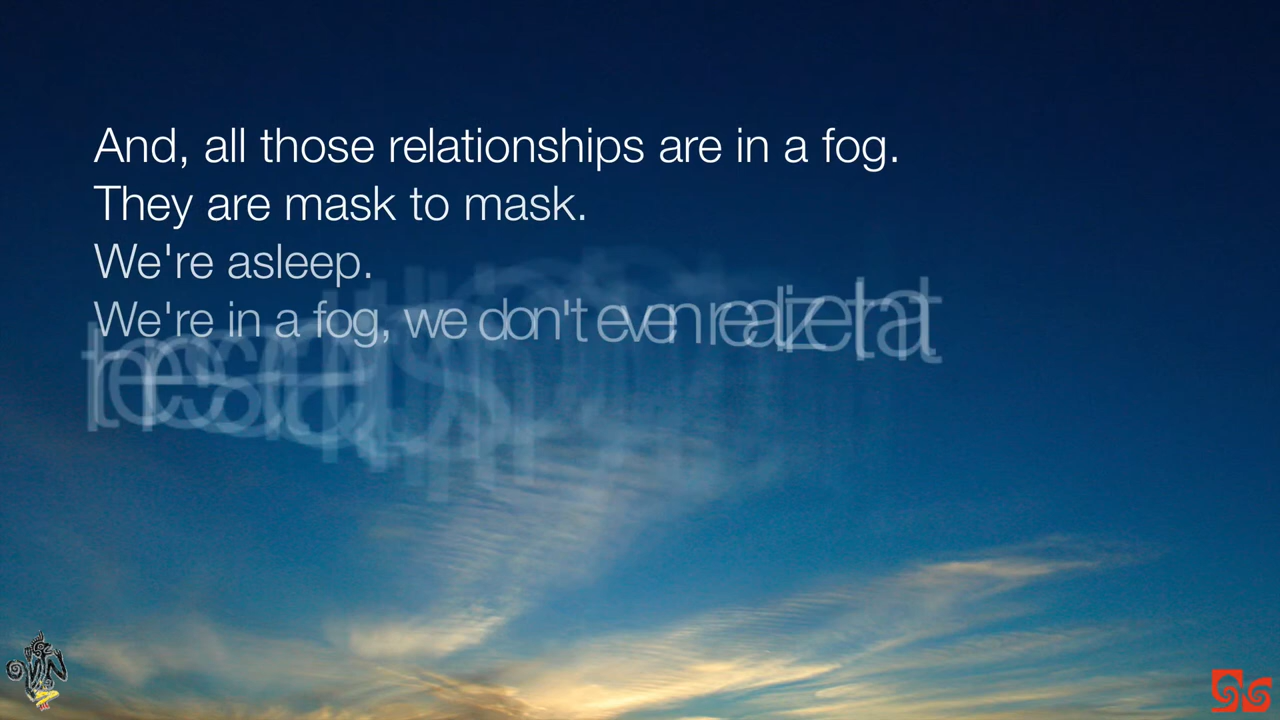 And, all those relationships are in a fog.
They are mask to mask.
We're asleep.
We're in a fog, we don't even realize that